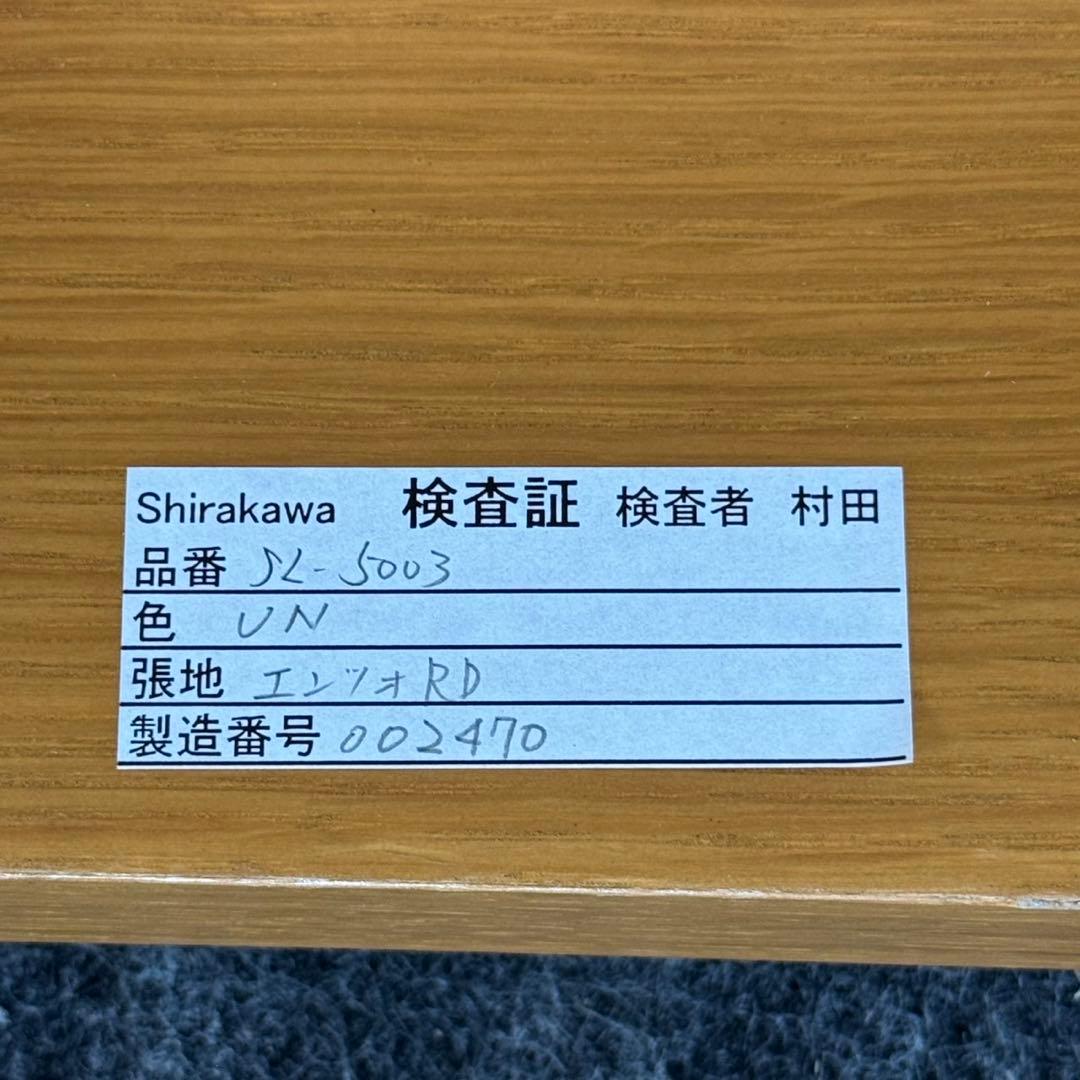 Shirakawa 検査証 検査者 村田
品番 SL-5003
色 UN
張地 エンツォRD
製造番号 002470